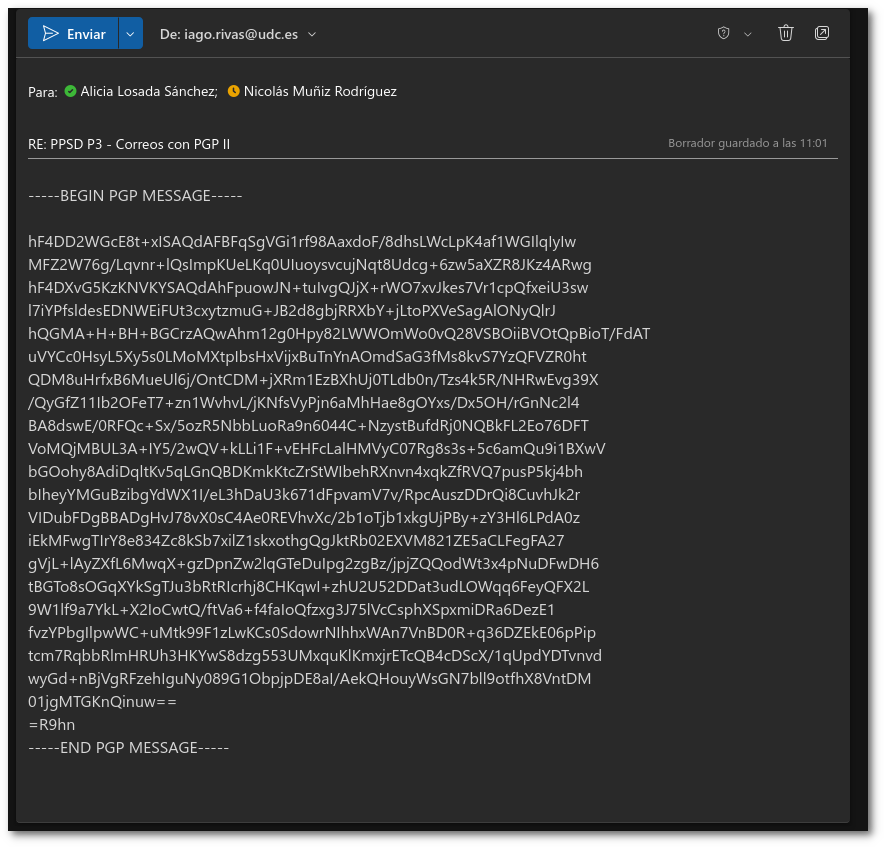 Enviar
De: iago.rivas@udc.es
Para: Alicia Losada Sánchez; Nicolás Muñiz Rodríguez
RE: PPSD P3 - Correos con PGP II
Borrador guardado a las 11:01
-----BEGIN PGP MESSAGE-----
hF4DD2WGcE8t+xISAQdAFBFqSgVGi1rf98AaxdoF/8dhsLWcLpK4af1WGIlqIyIw
MFZ2W76g/Lqvnr+lQsImpKUeLKq0UIuoysvcujNqt8Udcg+6zw5aXZR8JKz4ARwg
hF4DXvG5KzKNVKYSAQdAhFpuowJN+tuIvgQJjX+rWO7xvJkes7Vr1cpQfxeiU3sw
l7iYPfsldesEDNWEiFUt3cxytzmuG+JB2d8gbjRRXbY+jLtoPXVeSagAlONyQlrJ
hQGMA+H+BH+BGCrzAQwAhm12g0Hpy82LWWOmWo0vQ28VSBOiiBVOtQpBioT/FdAT
uVYCc0HsyL5Xy5s0LMoMXtpIbsHxVijxBuTnYnAOmdSaG3fMs8kvS7YzQFVZR0ht
QDM8uHrfxB6MueUl6j/OntCDM+jXRm1EzBXhUj0TLdb0n/Tzs4k5R/NHRwEvg39X
/QyGfZ11Ib2OFeT7+zn1WvhvL/jKNfsVyPjn6aMhHae8gOYxs/Dx5OH/rGnNc2l4
BA8dswE/0RFQc+Sx/5ozR5NbbLuoRa9n6044C+NzystBufdRj0NQBkFL2Eo76DFT
VoMQjMBUL3A+IY5/2wQV+kLLi1F+vEHFcLalHMVyC07Rg8s3s+5c6amQu9i1BXwV
bGOohy8AdiDqltKv5qLGnQBDKmkKtcZrStWIbehRXnvn4xqkZfRVQ7pusP5kj4bh
bIheyYMGuBzibgYdWX1I/eL3hDaU3k671dFpvamV7v/RpcAuszDDrQi8CuvhJk2r
VIDubFDgBBADgHvJ78vX0sC4Ae0REVhvXc/2b1oTjb1xkgUjPBy+zY3Hl6LPdA0z
iEkMFwgTIrY8e834Zc8kSb7xilZ1skxothgQgJktRb02EXVM821ZE5aCLFegFA27
gVjL+lAyZXfL6MwqX+gzDpnZw2lqGTeDuIpg2zgBz/jpjZQQodWt3x4pNuDFwDH6
tBGTo8sOGqXYkSgTJu3bRtRIcrhj8CHKqwI+zhU2U52DDat3udLOWqq6FeyQFX2L
9W1lf9a7YkL+X2IoCwtQ/ftVa6+f4faIoQfzxg3J75lVcCsphXSpxmiDRa6DezE1
fvzYPbgIlpwWC+uMtk99F1zLwKCs0SdowrNIhhxWAn7VnBD0R+q36DZEkE06pPip
tcm7RqbbRlmHRUh3HKYwS8dzg553UMxquKlKmxjrETcQB4cDScX/1qUpdYDTvnvd
wyGd+nBjVgRFzehIguNy089G1ObpjpDE8aI/AekQHouyWsGN7bll9otfhX8VntDM
01jgMTGKnQinuw==
=R9hn
-----END PGP MESSAGE-----